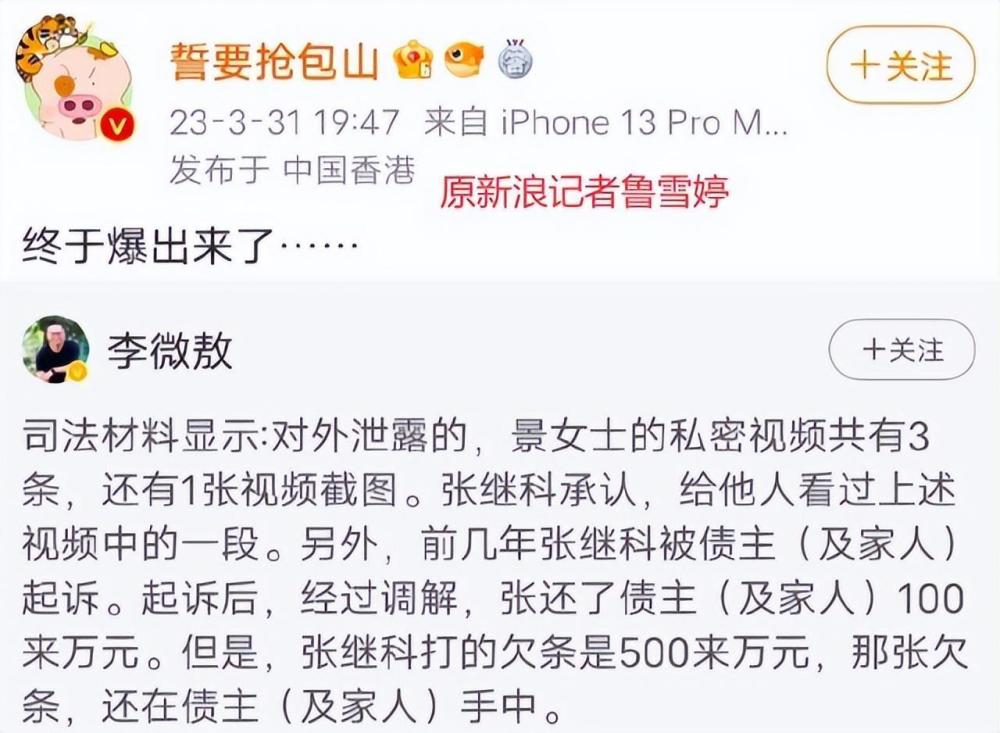 誓要抢包山
+关注
23-3-31 19:47 来自 iPhone 13 Pro M...
发布于 中国香港
原新浪记者鲁雪婷
终于爆出来了……
李微敖
+关注
司法材料显示:对外泄露的，景女士的私密视频共有3
条，还有1张视频截图。张继科承认，给他人看过上述
视频中的一段。另外，前几年张继科被债主（及家人）
起诉。起诉后，经过调解，张还了债主（及家人）100
来万元。但是，张继科打的欠条是500来万元，那张欠
条，还在债主（及家人）手中。